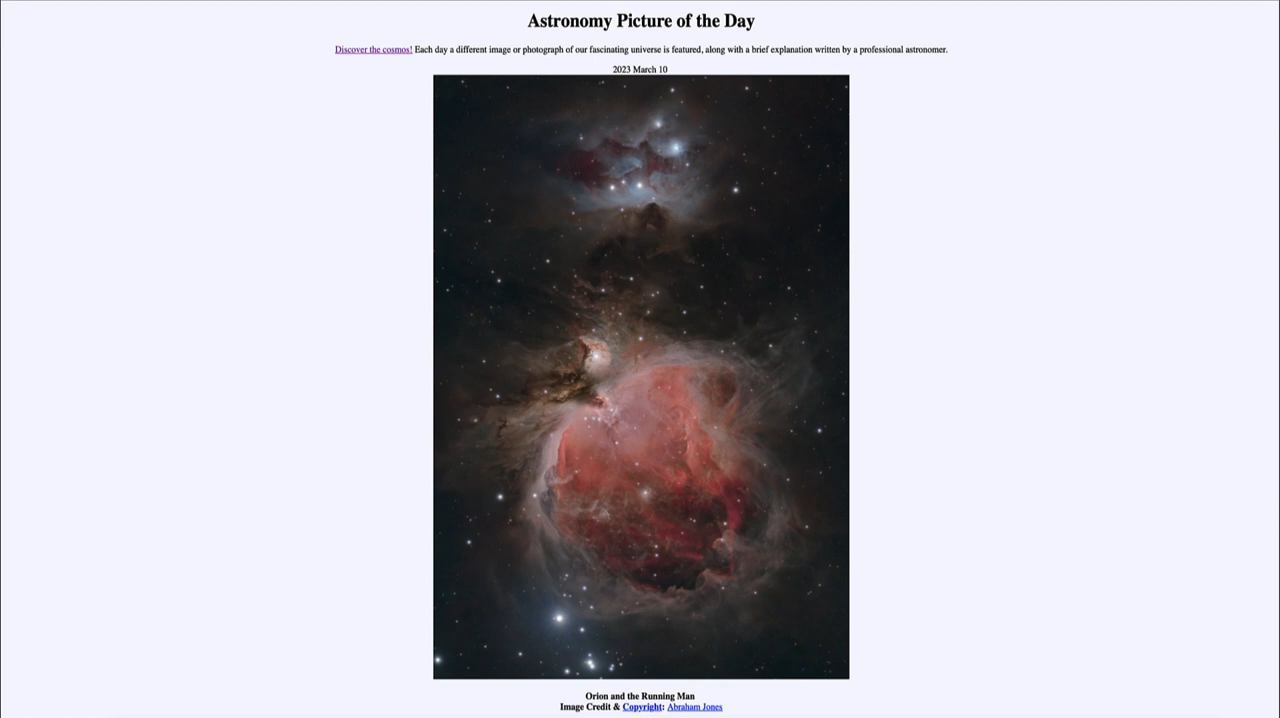 Astronomy Picture of the Day
Discover the cosmos! Each day a different image or photograph of our fascinating universe is featured, along with a brief explanation written by a professional astronomer.
2023 March 10
Orion and the Running Man
Image Credit & Copyright: Abraham Jones